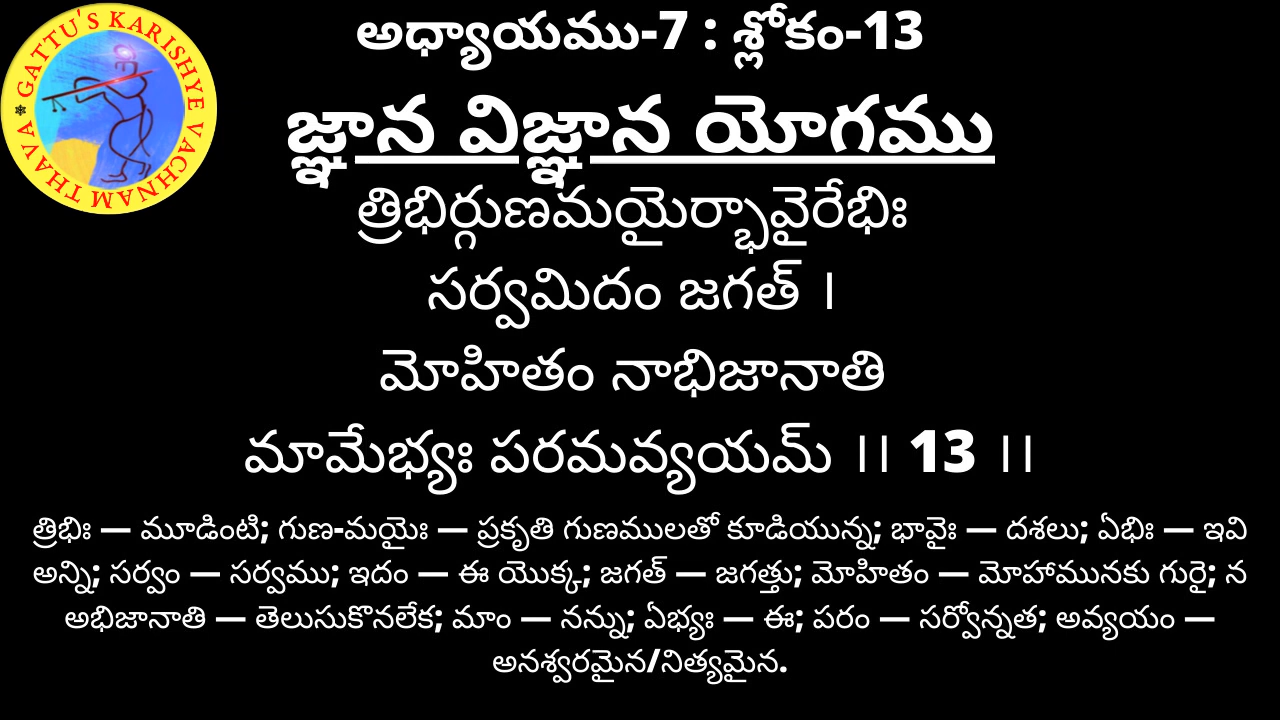 GATTU'S KARISHYE VACHNAM THAVA
అధ్యాయము-7 : శ్లోకం-13
జ్ఞాన విజ్ఞాన యోగము
త్రిభిర్గుణమయైర్భావైరేభిః
సర్వమిదం జగత్ ।
మోహితం నాభిజానాతి
మామేభ్యః పరమవ్యయమ్ ।। 13 ।।
త్రిభిః — మూడింటి; గుణ-మయైః — ప్రకృతి గుణములతో కూడియున్న; భావైః — దశలు; ఏభిః — ఇవి
అన్ని; సర్వం — సర్వము; ఇదం — ఈ యొక్క; జగత్ — జగత్తు; మోహితం — మోహామునకు గురై; న
అభిజానాతి — తెలుసుకొనలేక; మాం — నన్ను; ఏభ్యః — ఈ; పరం — సర్వోన్నత; అవ్యయం —
అనశ్వరమైన/నిత్యమైన.